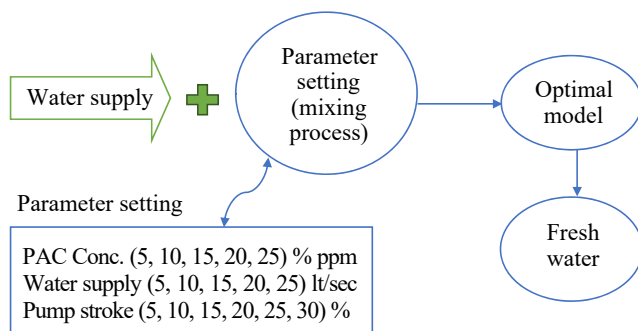 Water supply
Parameter
setting
(mixing
process)
Optimal
model
Fresh
water
Parameter setting
PAC Conc. (5, 10, 15, 20, 25) % ppm
Water supply (5, 10, 15, 20, 25) lt/sec
Pump stroke (5, 10, 15, 20, 25, 30) %